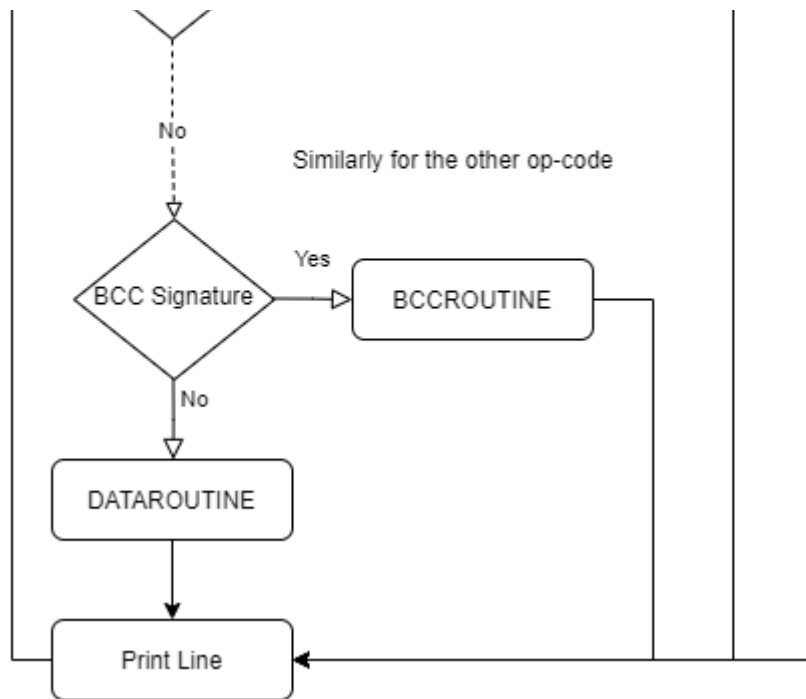 No
Similarly for the other op-code
Yes
BCC Signature
BCCROUTINE
No
DATAROUTINE
Print Line